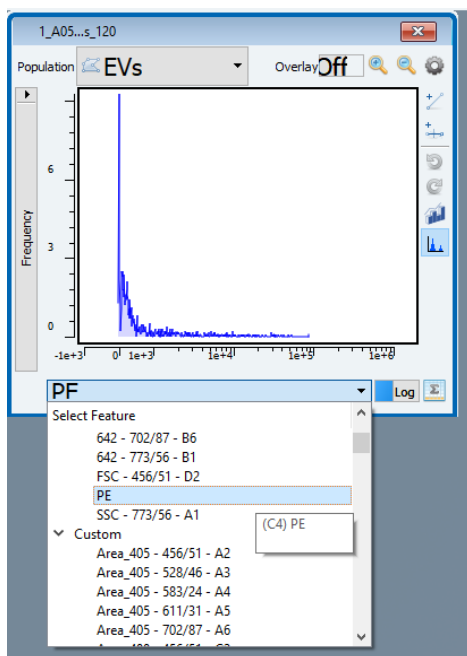 1_A05...s_120
Population EVs Overlay Off
Frequency
6
3
0
-1e+3 0 1e+3 1e+4 1e+5 1e+6
PE Log Σ
Select Feature
642 - 702/87 - B6
642 - 773/56 - B1
FSC - 456/51 - D2
PE
SSC - 773/56 - A1
(C4) PE
Custom
Area_405 - 456/51 - A2
Area_405 - 528/46 - A3
Area_405 - 583/24 - A4
Area_405 - 611/31 - A5
Area_405 - 702/87 - A6